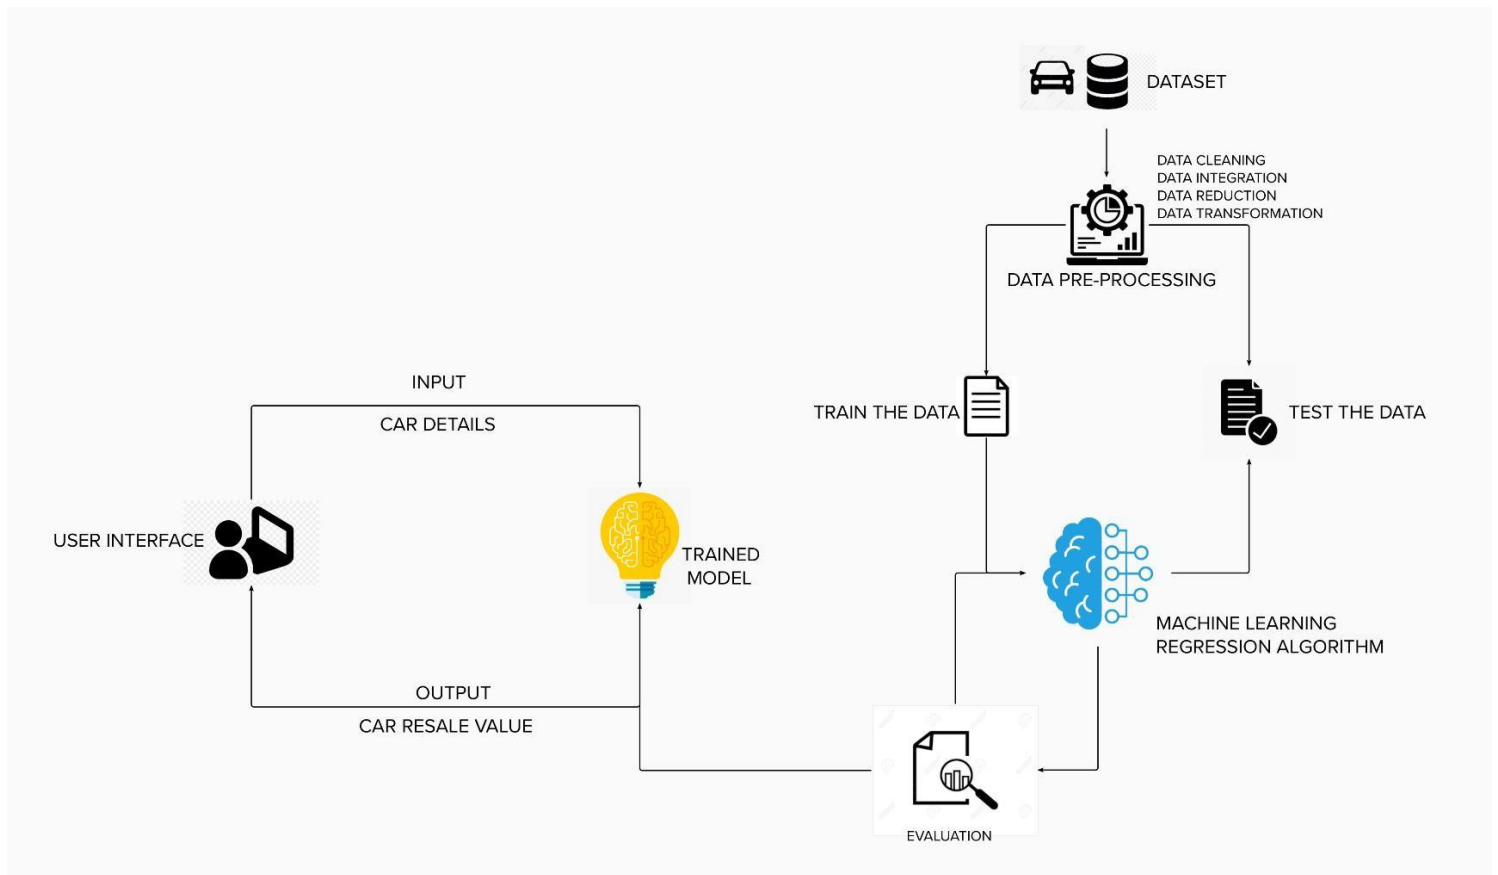 DATASET
DATA CLEANING
DATA INTEGRATION
DATA REDUCTION
DATA TRANSFORMATION
DATA PRE-PROCESSING
TRAIN THE DATA
TEST THE DATA
INPUT
CAR DETAILS
USER INTERFACE
TRAINED
MODEL
MACHINE LEARNING
REGRESSION ALGORITHM
OUTPUT
CAR RESALE VALUE
EVALUATION